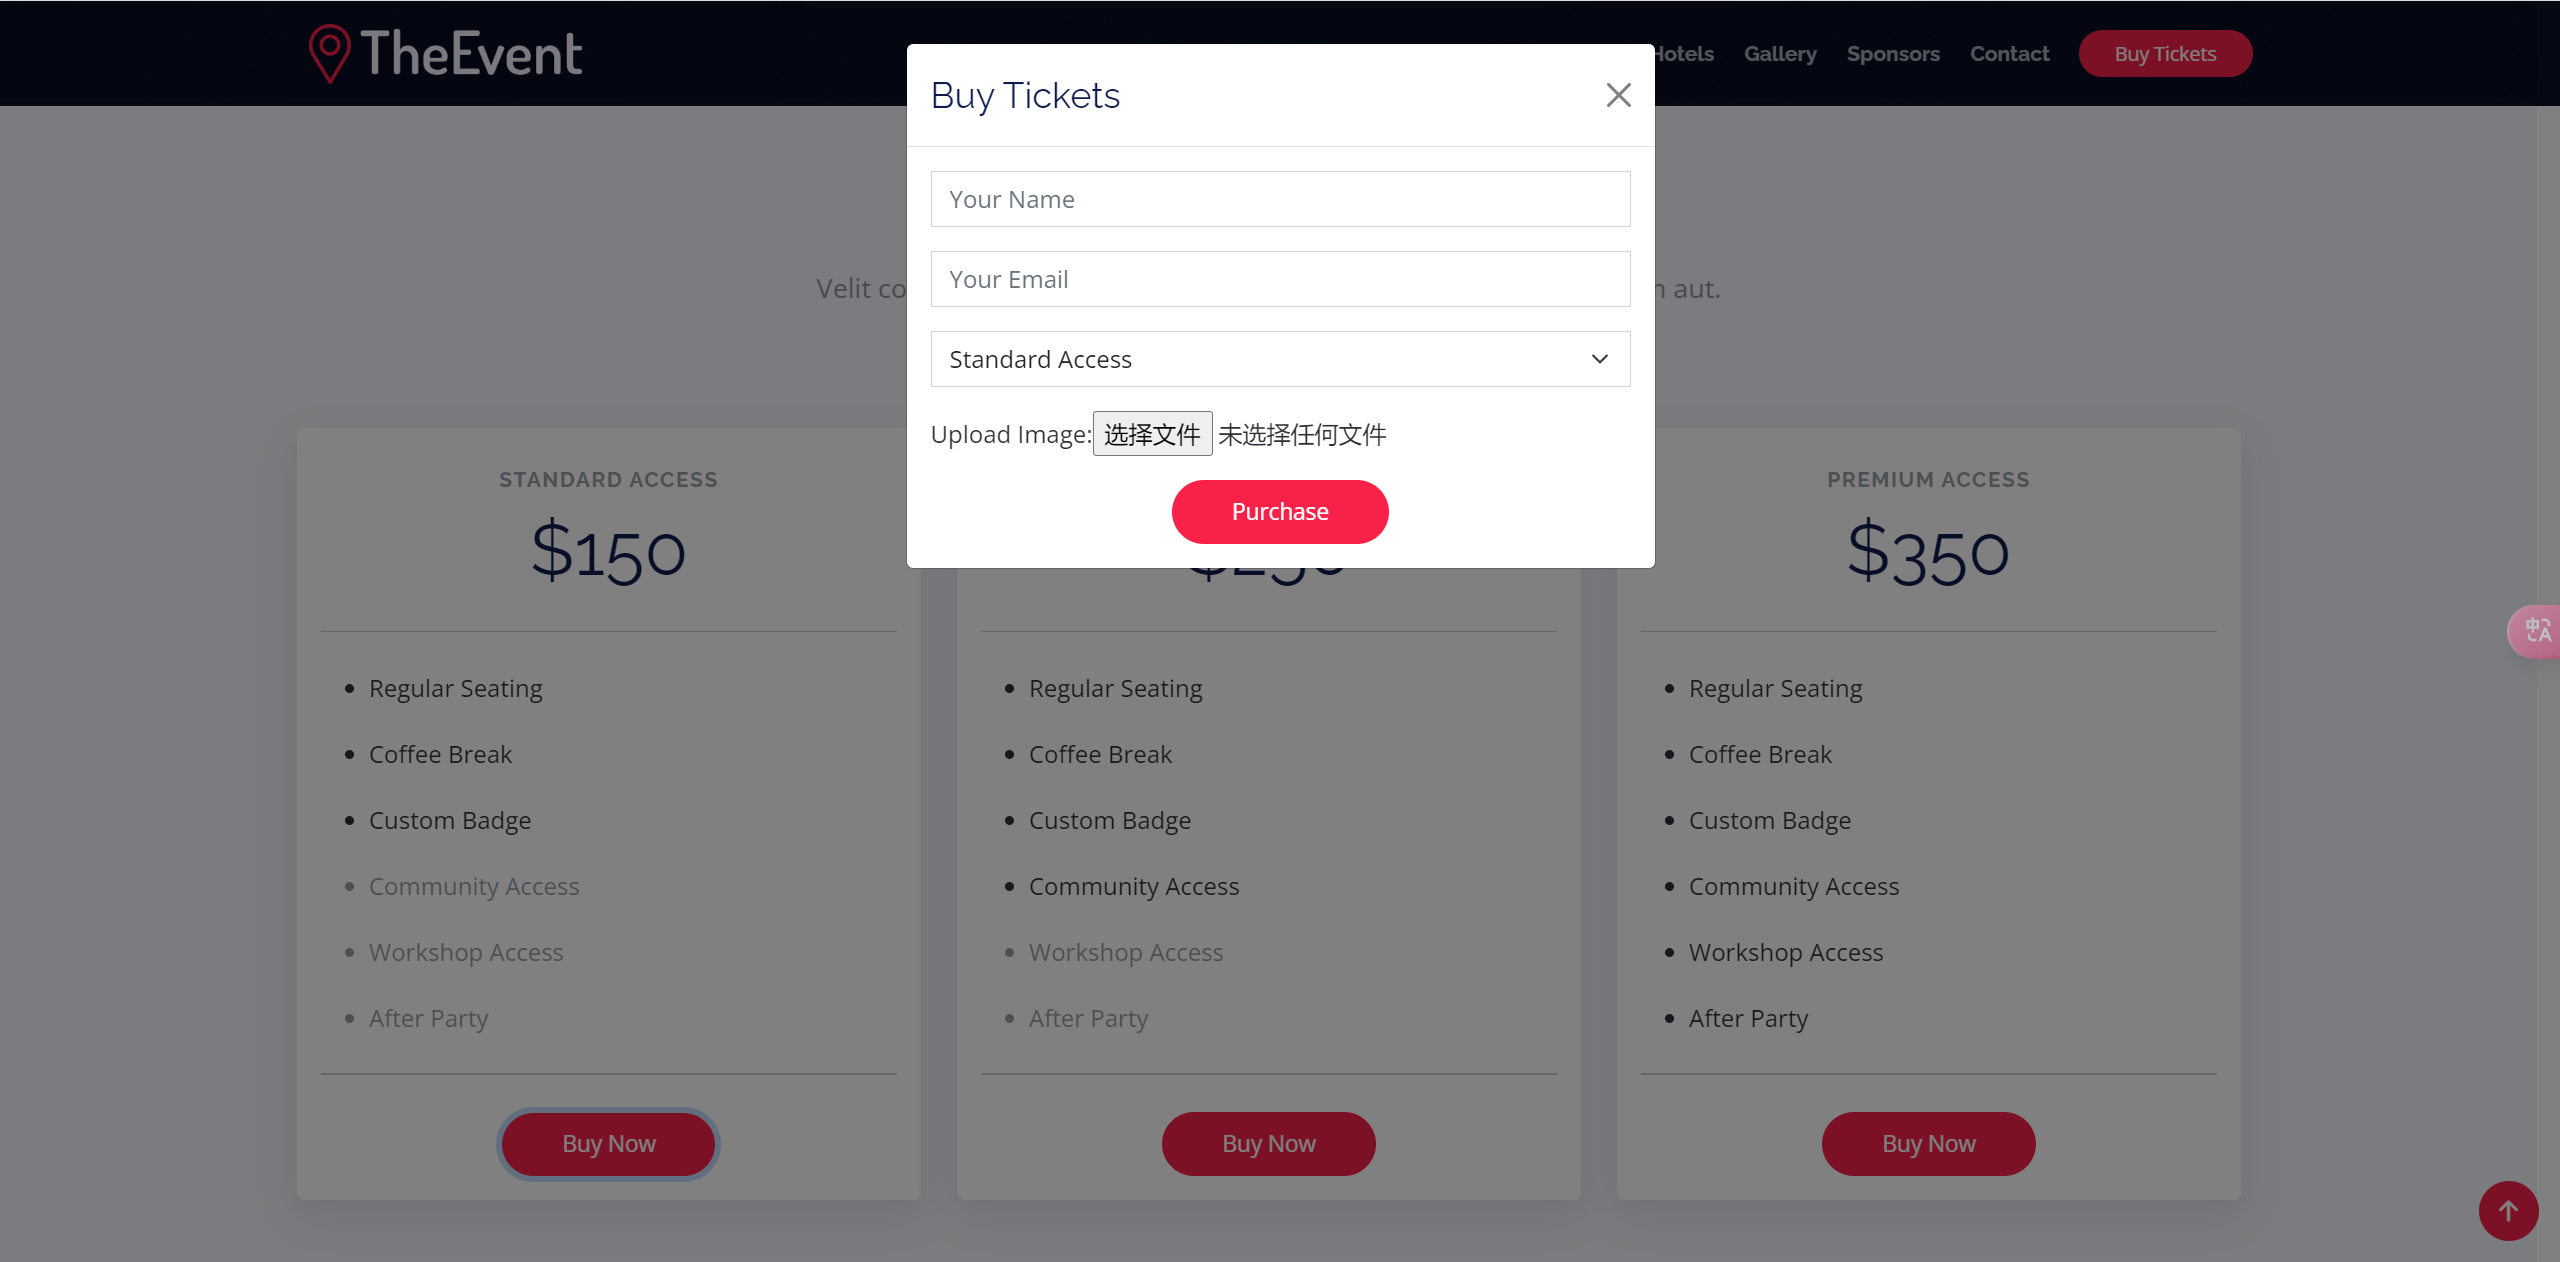 TheEvent
Hotels Gallery Sponsors Contact Buy Tickets
Buy Tickets
Your Name
Your Email
Velit
aut.
Standard Access
Upload Image: 选择文件 未选择任何文件
Purchase
STANDARD ACCESS
$150
Regular Seating
Coffee Break
Custom Badge
Community Access
Workshop Access
After Party
Buy Now
$250
Regular Seating
Coffee Break
Custom Badge
Community Access
Workshop Access
After Party
Buy Now
PREMIUM ACCESS
$350
Regular Seating
Coffee Break
Custom Badge
Community Access
Workshop Access
After Party
Buy Now
中A